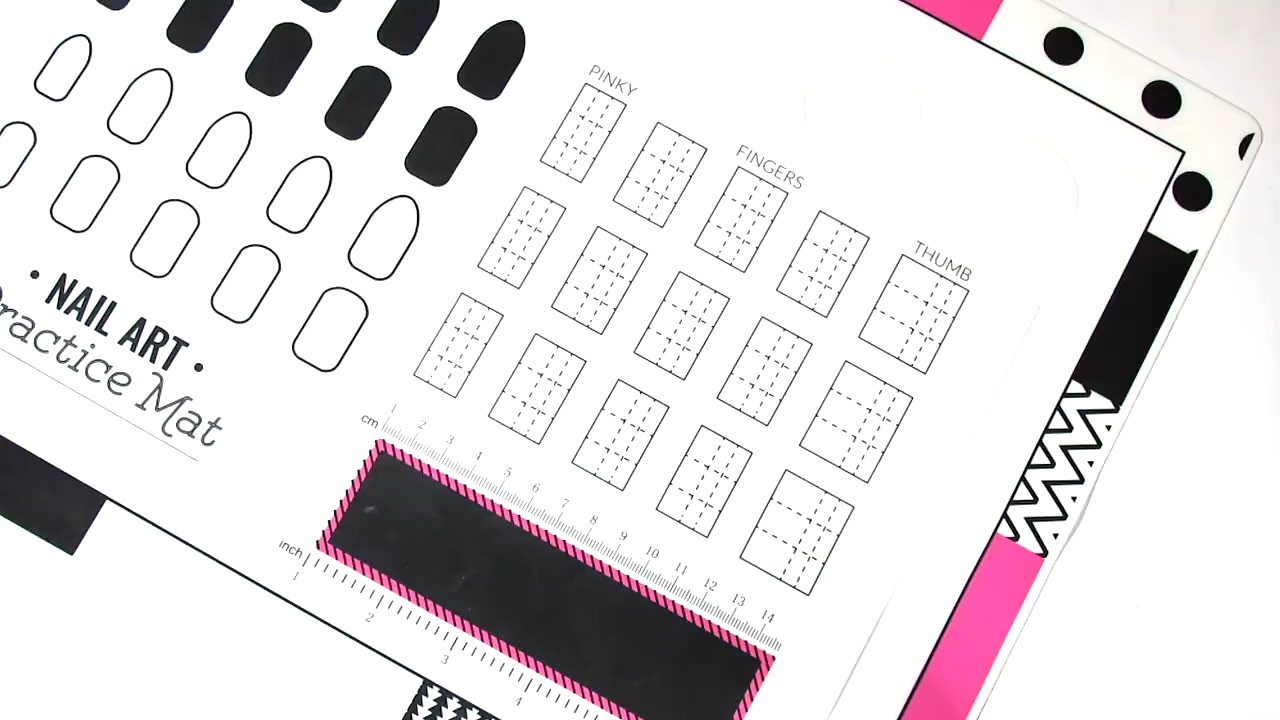 PINKY
FINGERS
THUMB
• NAIL ART •
Practice Mat
cm 1 2 3 4 5 6 7 8 9 10 11 12 13 14
inch 1 2 3 4